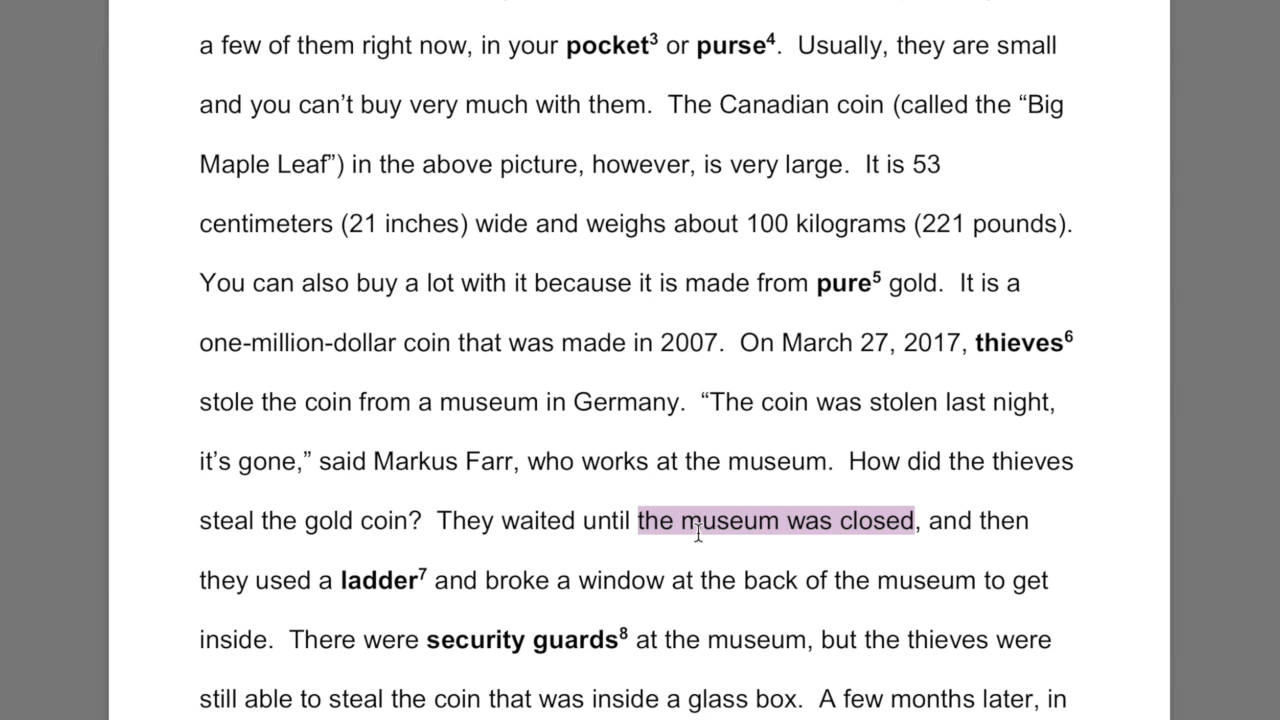 a few of them right now, in your pocket³ or purse⁴.  Usually, they are small
and you can’t buy very much with them.  The Canadian coin (called the “Big
Maple Leaf”) in the above picture, however, is very large.  It is 53
centimeters (21 inches) wide and weighs about 100 kilograms (221 pounds).
You can also buy a lot with it because it is made from pure⁵ gold.  It is a
one-million-dollar coin that was made in 2007.  On March 27, 2017, thieves⁶
stole the coin from a museum in Germany.  “The coin was stolen last night,
it’s gone,” said Markus Farr, who works at the museum.  How did the thieves
steal the gold coin?  They waited until the museum was closed, and then
they used a ladder⁷ and broke a window at the back of the museum to get
inside.  There were security guards⁸ at the museum, but the thieves were
still able to steal the coin that was inside a glass box.  A few months later, in